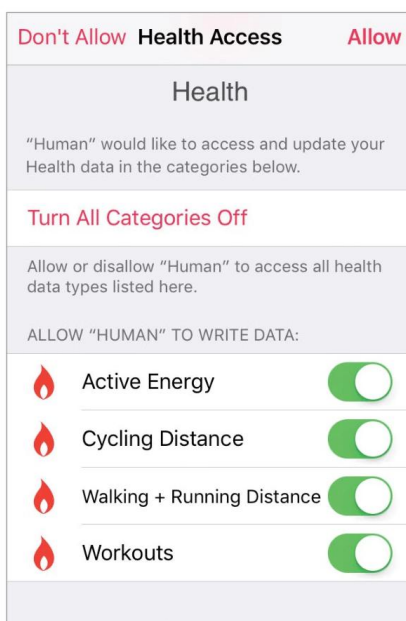 Don't Allow Health Access Allow
Health
“Human” would like to access and update your
Health data in the categories below.
Turn All Categories Off
Allow or disallow “Human” to access all health
data types listed here.
ALLOW “HUMAN” TO WRITE DATA:
Active Energy
Cycling Distance
Walking + Running Distance
Workouts